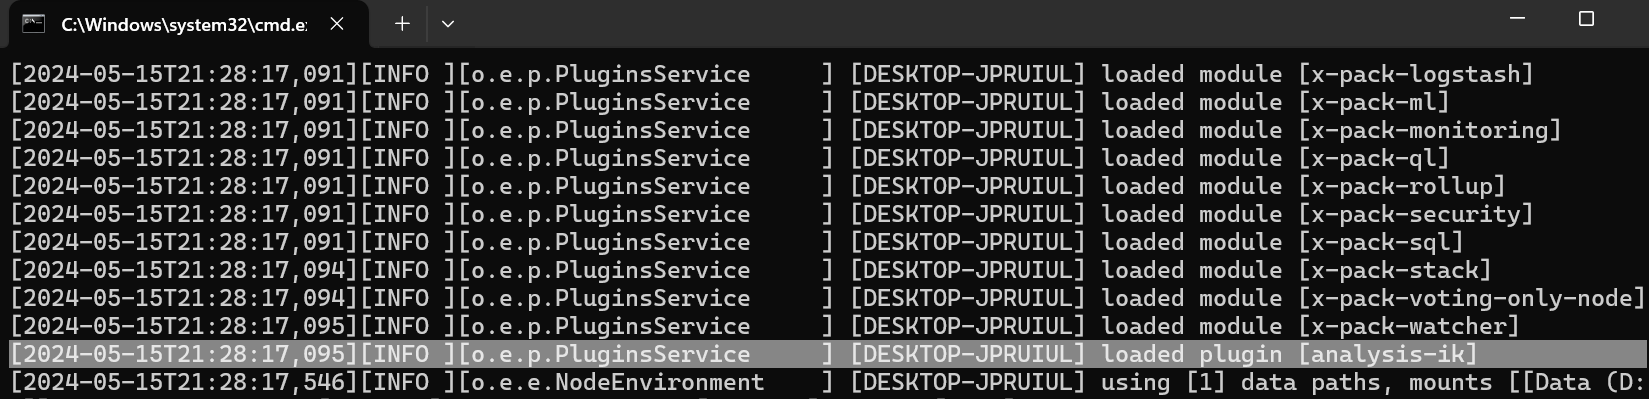 C:\Windows\system32\cmd.e
[2024-05-15T21:28:17,091][INFO ][o.e.p.PluginsService     ] [DESKTOP-JPRUIUL] loaded module [x-pack-logstash]
[2024-05-15T21:28:17,091][INFO ][o.e.p.PluginsService     ] [DESKTOP-JPRUIUL] loaded module [x-pack-ml]
[2024-05-15T21:28:17,091][INFO ][o.e.p.PluginsService     ] [DESKTOP-JPRUIUL] loaded module [x-pack-monitoring]
[2024-05-15T21:28:17,091][INFO ][o.e.p.PluginsService     ] [DESKTOP-JPRUIUL] loaded module [x-pack-ql]
[2024-05-15T21:28:17,091][INFO ][o.e.p.PluginsService     ] [DESKTOP-JPRUIUL] loaded module [x-pack-rollup]
[2024-05-15T21:28:17,091][INFO ][o.e.p.PluginsService     ] [DESKTOP-JPRUIUL] loaded module [x-pack-security]
[2024-05-15T21:28:17,091][INFO ][o.e.p.PluginsService     ] [DESKTOP-JPRUIUL] loaded module [x-pack-sql]
[2024-05-15T21:28:17,094][INFO ][o.e.p.PluginsService     ] [DESKTOP-JPRUIUL] loaded module [x-pack-stack]
[2024-05-15T21:28:17,094][INFO ][o.e.p.PluginsService     ] [DESKTOP-JPRUIUL] loaded module [x-pack-voting-only-node]
[2024-05-15T21:28:17,095][INFO ][o.e.p.PluginsService     ] [DESKTOP-JPRUIUL] loaded module [x-pack-watcher]
[2024-05-15T21:28:17,095][INFO ][o.e.p.PluginsService     ] [DESKTOP-JPRUIUL] loaded plugin [analysis-ik]
[2024-05-15T21:28:17,546][INFO ][o.e.e.NodeEnvironment    ] [DESKTOP-JPRUIUL] using [1] data paths, mounts [[Data (D: